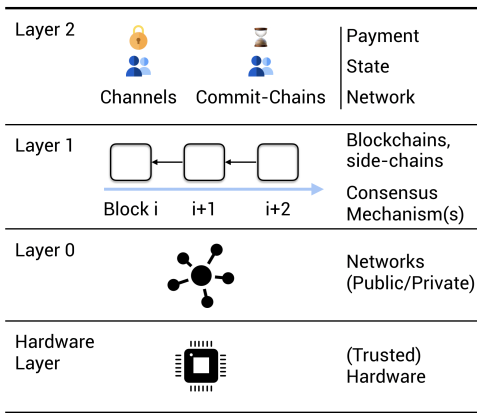 Layer 2
Channels
Commit-Chains
Payment
State
Network
Layer 1
Block i
i+1
i+2
Blockchains,
side-chains
Consensus
Mechanism(s)
Layer 0
Networks
(Public/Private)
Hardware
Layer
(Trusted)
Hardware